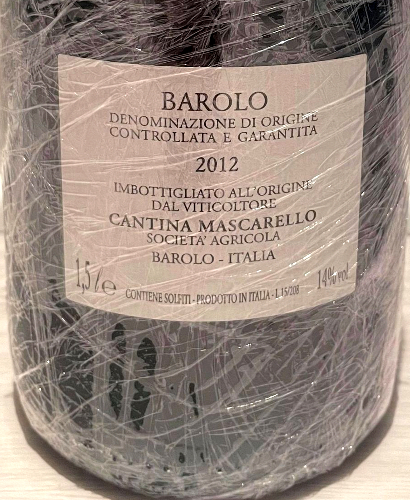 BAROLO
DENOMINAZIONE DI ORIGINE
CONTROLLATA E GARANTITA
2012
IMBOTTIGLIATO ALL'ORIGINE
DAL VITICOLTORE
CANTINA MASCARELLO
SOCIETA' AGRICOLA
BAROLO - ITALIA
1,5 l e
CONTIENE SOLFITI - PRODOTTO IN ITALIA - L 15/208
14% vol